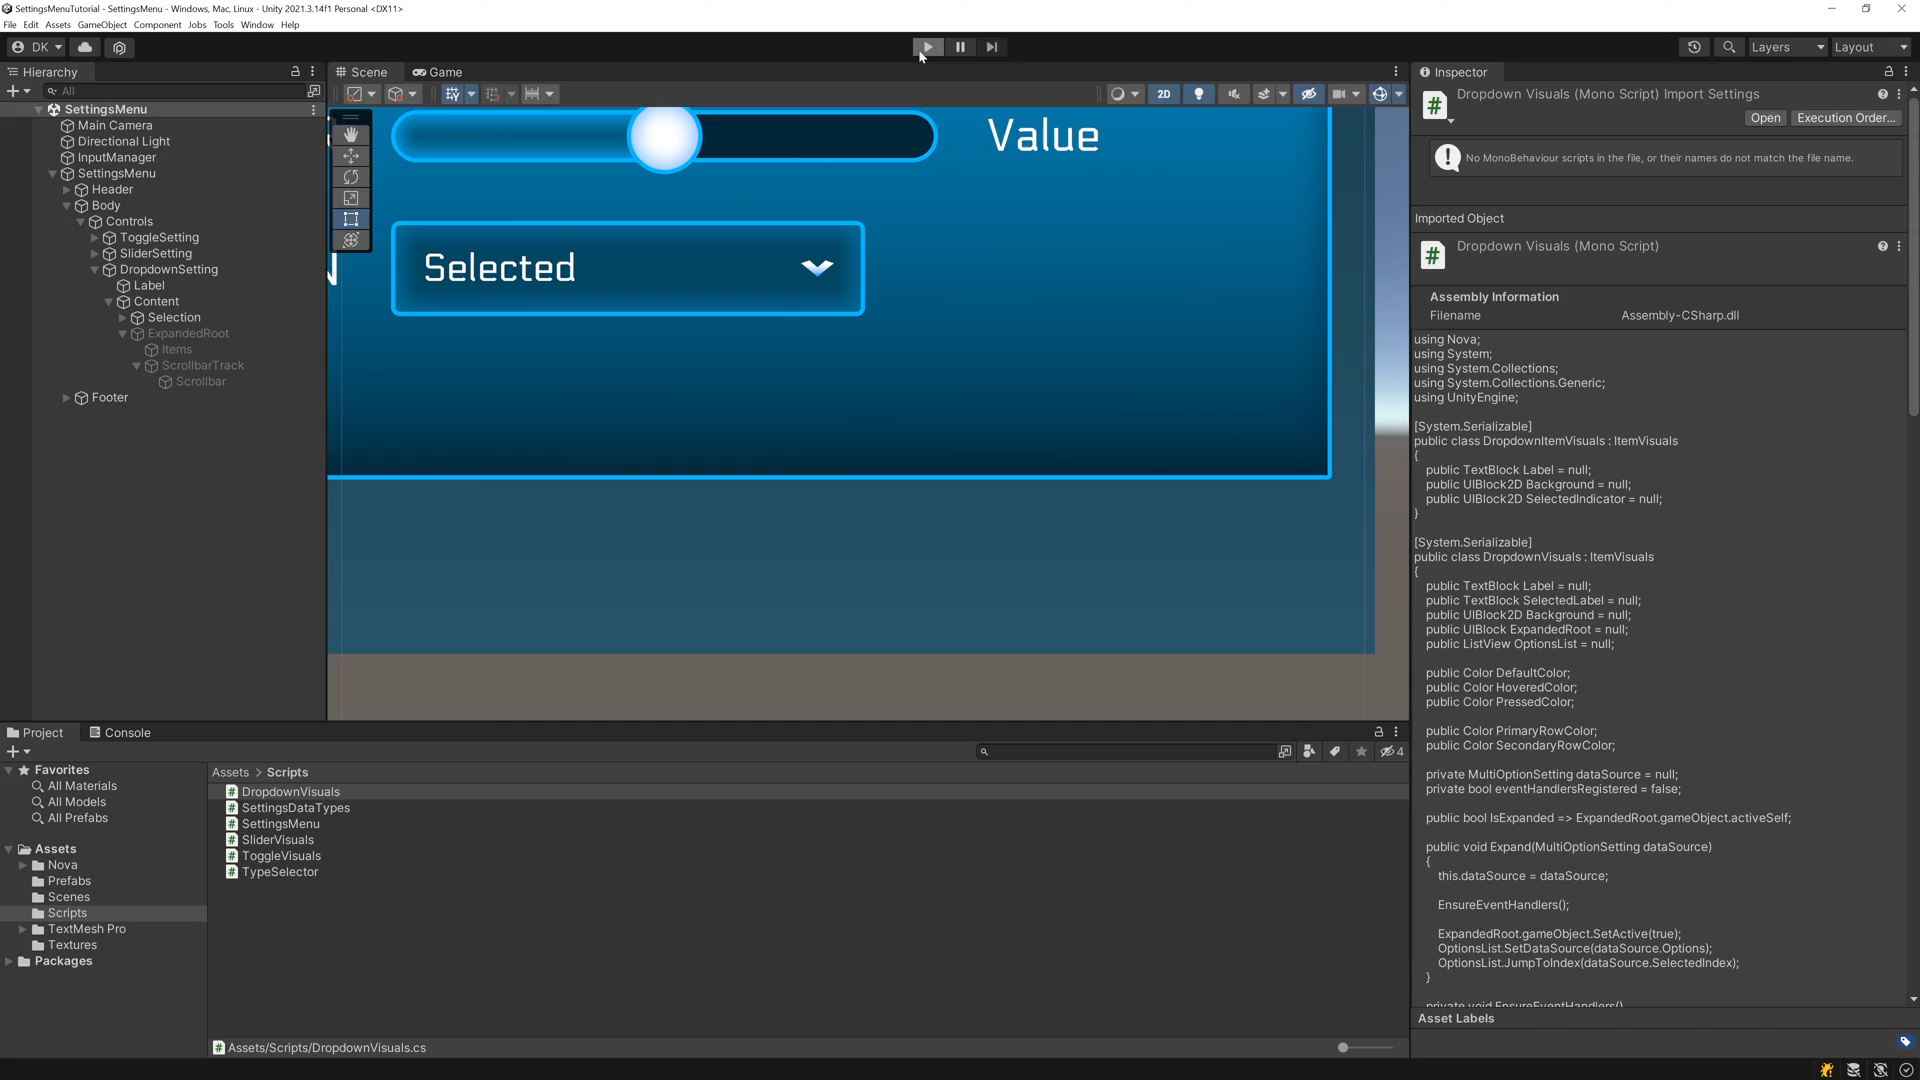 SettingsMenuTutorial - SettingsMenu - Windows, Mac, Linux - Unity 2021.3.14f1 Personal <DX11>
File Edit Assets GameObject Component Jobs Tools Window Help
DK
Layers
Layout
Hierarchy
All
SettingsMenu
Main Camera
Directional Light
InputManager
SettingsMenu
Header
Body
Controls
ToggleSetting
SliderSetting
DropdownSetting
Label
Content
Selection
ExpandedRoot
Items
ScrollbarTrack
Scrollbar
Footer
Scene
Game
2D
Value
Selected
Inspector
Dropdown Visuals (Mono Script) Import Settings
Open
Execution Order...
No MonoBehaviour scripts in the file, or their names do not match the file name.
Imported Object
Dropdown Visuals (Mono Script)
Assembly Information
Filename Assembly-CSharp.dll
using Nova;
using System;
using System.Collections;
using System.Collections.Generic;
using UnityEngine;
[System.Serializable]
public class DropdownItemVisuals : ItemVisuals
{
public TextBlock Label = null;
public UIBlock2D Background = null;
public UIBlock2D SelectedIndicator = null;
}
[System.Serializable]
public class DropdownVisuals : ItemVisuals
{
public TextBlock Label = null;
public TextBlock SelectedLabel = null;
public UIBlock2D Background = null;
public UIBlock ExpandedRoot = null;
public ListView OptionsList = null;
public Color DefaultColor;
public Color HoveredColor;
public Color PressedColor;
public Color PrimaryRowColor;
public Color SecondaryRowColor;
private MultiOptionSetting dataSource = null;
private bool eventHandlersRegistered = false;
public bool IsExpanded => ExpandedRoot.gameObject.activeSelf;
public void Expand(MultiOptionSetting dataSource)
{
this.dataSource = dataSource;
EnsureEventHandlers();
ExpandedRoot.gameObject.SetActive(true);
OptionsList.SetDataSource(dataSource.Options);
OptionsList.JumpToIndex(dataSource.SelectedIndex);
}
private void EnsureEventHandlers()
Asset Labels
Project
Console
4
Favorites
All Materials
All Models
All Prefabs
Assets
Nova
Prefabs
Scenes
Scripts
TextMesh Pro
Textures
Packages
Assets > Scripts
DropdownVisuals
SettingsDataTypes
SettingsMenu
SliderVisuals
ToggleVisuals
TypeSelector
Assets/Scripts/DropdownVisuals.cs